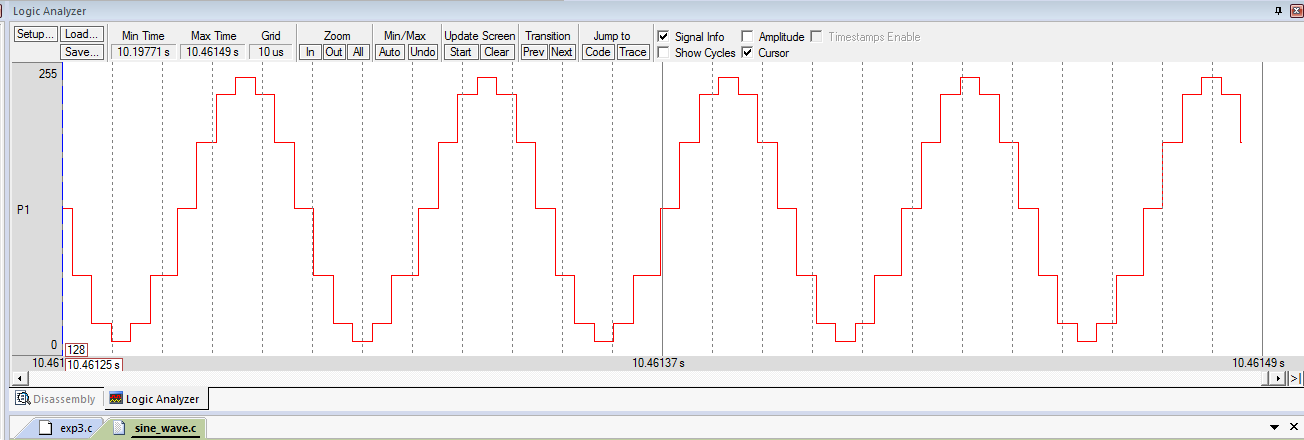 Logic Analyzer
Setup... Load... Min Time Max Time Grid Zoom Min/Max Update Screen Transition Jump to Signal Info Amplitude Timestamps Enable
Save... 10.19771 s 10.46149 s 10 us In Out All Auto Undo Start Clear Prev Next Code Trace Show Cycles Cursor
255
P1
0
128
10.461 10.46125 s 10.46137 s 10.46149 s
Disassembly Logic Analyzer
exp3.c sine_wave.c